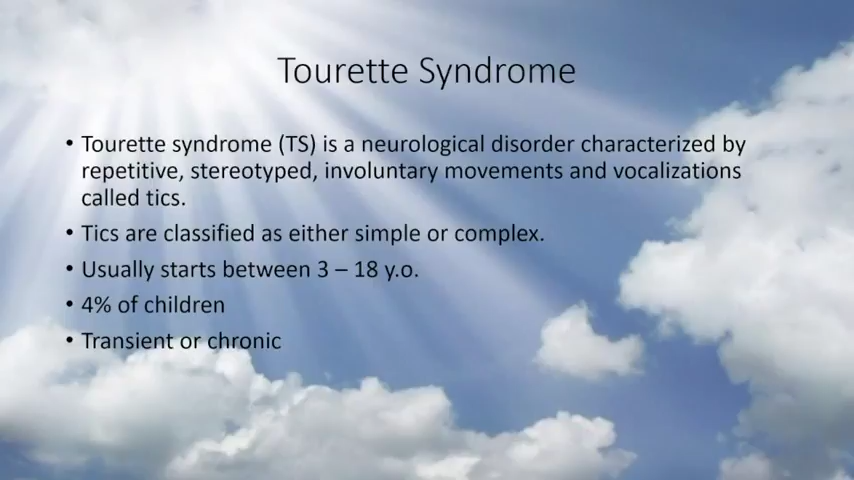 Tourette Syndrome
• Tourette syndrome (TS) is a neurological disorder characterized by
repetitive, stereotyped, involuntary movements and vocalizations
called tics.
• Tics are classified as either simple or complex.
• Usually starts between 3 – 18 y.o.
• 4% of children
• Transient or chronic